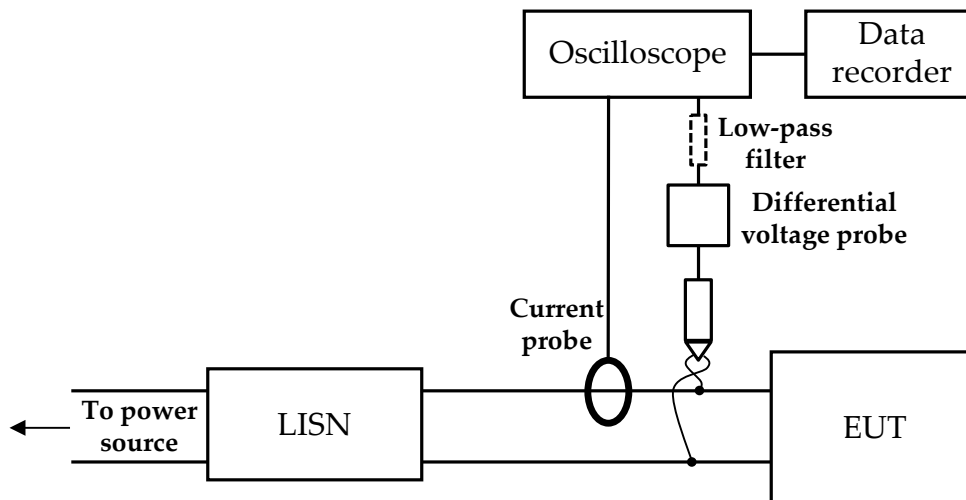 Oscilloscope
Data
recorder
Low-pass
filter
Differential
voltage probe
Current
probe
To power
source
LISN
EUT